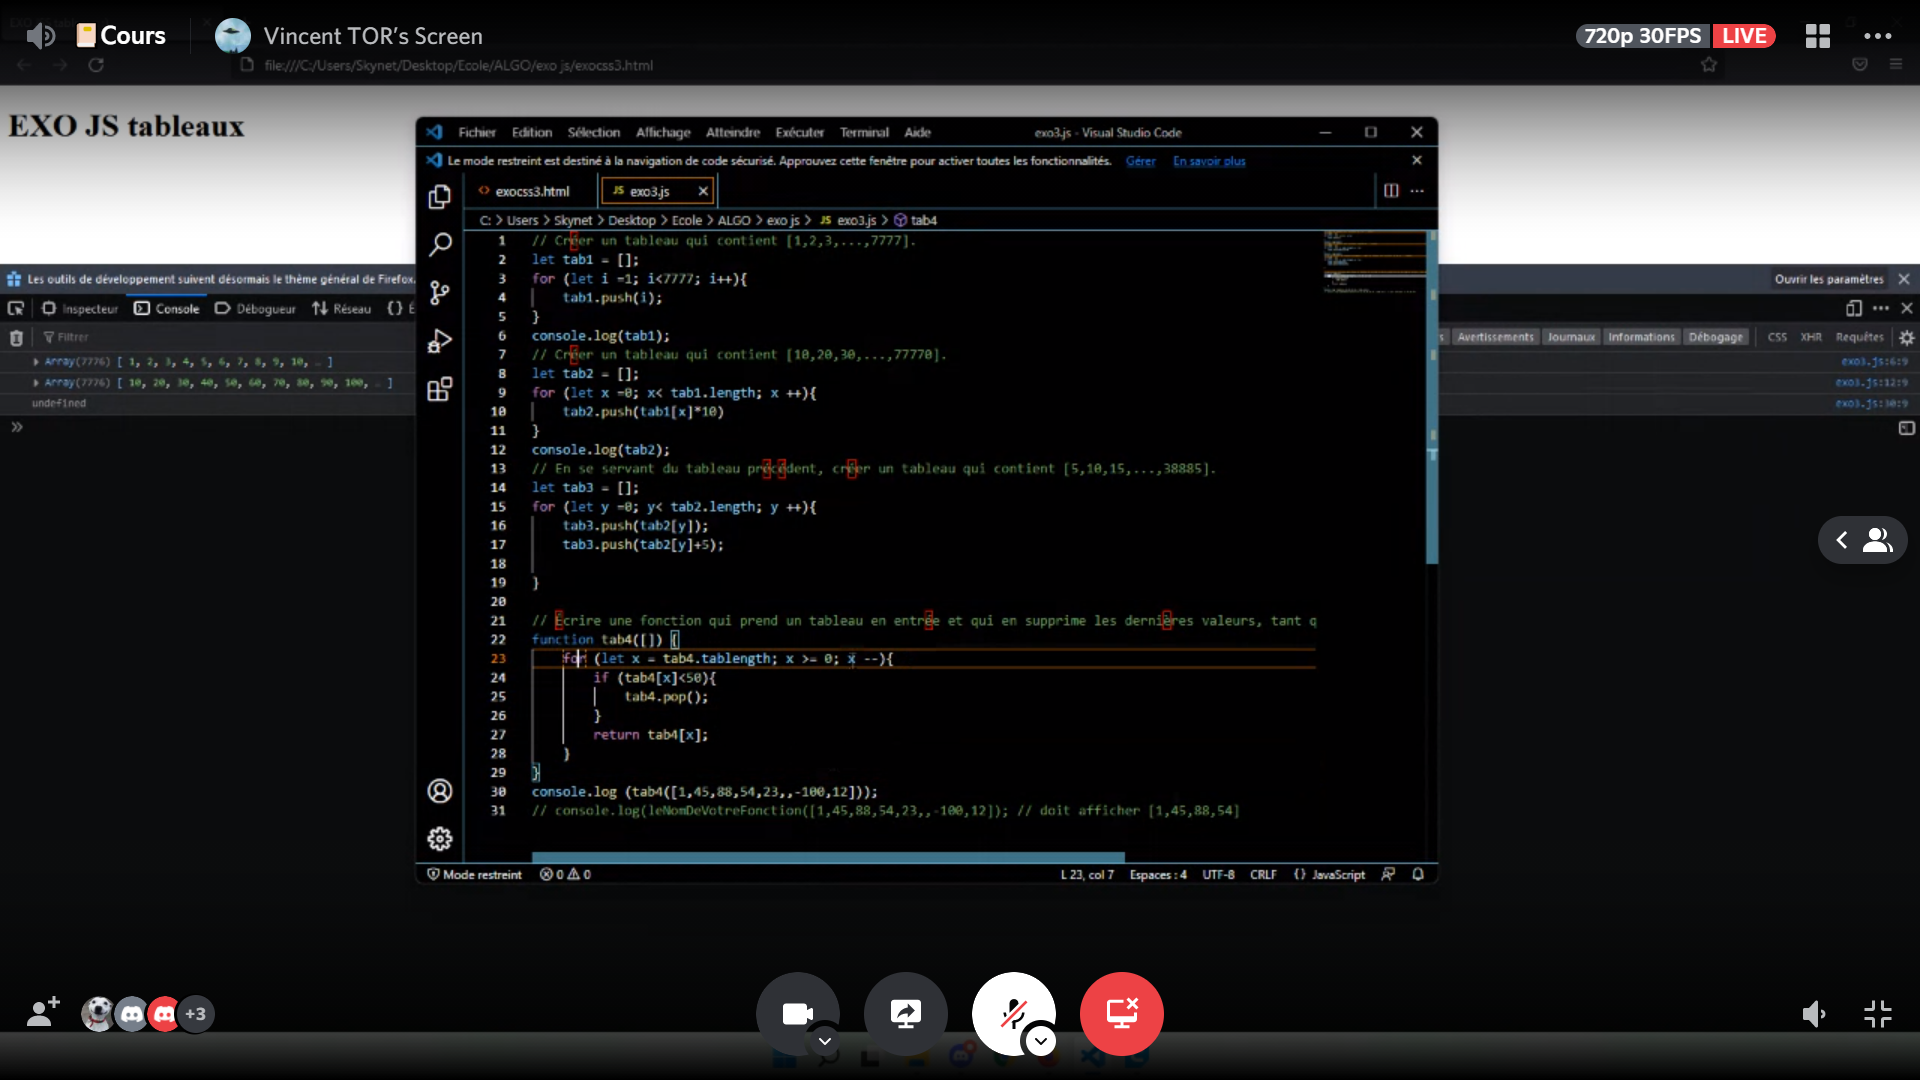 Cours
Vincent TOR's Screen
720p 30FPS LIVE
file:///C:/Users/Skynet/Desktop/Ecole/ALGO/exo js/exocss3.html
EXO JS tableaux
Fichier Edition Sélection Affichage Atteindre Exécuter Terminal Aide
exo3.js - Visual Studio Code
Le mode restreint est destiné à la navigation de code sécurisé. Approuvez cette fenêtre pour activer toutes les fonctionnalités. Gérer En savoir plus
exocss3.html
JS exo3.js
C: > Users > Skynet > Desktop > Ecole > ALGO > exo js > JS exo3.js > tab4
1 // Créer un tableau qui contient [1,2,3,...,7777].
2 let tab1 = [];
3 for (let i =1; i<7777; i++){
4 tab1.push(i);
5 }
6 console.log(tab1);
7 // Créer un tableau qui contient [10,20,30,...,77770].
8 let tab2 = [];
9 for (let x =0; x< tab1.length; x ++){
10 tab2.push(tab1[x]*10)
11 }
12 console.log(tab2);
13 // En se servant du tableau précédent, créer un tableau qui contient [5,10,15,...,38885].
14 let tab3 = [];
15 for (let y =0; y< tab2.length; y ++){
16 tab3.push(tab2[y]);
17 tab3.push(tab2[y]+5);
18
19 }
20
21 // Écrire une fonction qui prend un tableau en entrée et qui en supprime les dernières valeurs, tant q
22 function tab4([]) {
23 for (let x = tab4.tablength; x >= 0; x --){
24 if (tab4[x]<50){
25 tab4.pop();
26 }
27 return tab4[x];
28 }
29 }
30 console.log (tab4([1,45,88,54,23,,-100,12]));
31 // console.log(leNomDeVotreFonction([1,45,88,54,23,,-100,12]); // doit afficher [1,45,88,54]
Mode restreint 0 0
L 23, col 7 Espaces : 4 UTF-8 CRLF {} JavaScript
Les outils de développement suivent désormais le thème général de Firefox.
Ouvrir les paramètres
Inspecteur Console Débogueur Réseau {} É
Filtrer
Avertissements Journaux Informations Débogage CSS XHR Requêtes
Array(7776) [ 1, 2, 3, 4, 5, 6, 7, 8, 9, 10, … ]
exo3.js:6:9
Array(7776) [ 10, 20, 30, 40, 50, 60, 70, 80, 90, 100, … ]
exo3.js:12:9
undefined
exo3.js:30:9
+3